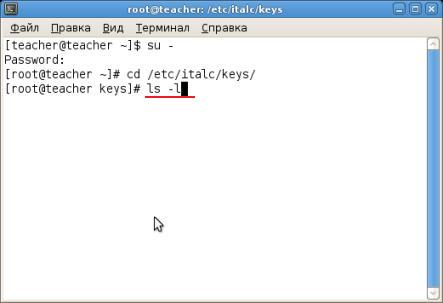 root@teacher: /etc/italc/keys
Файл Правка Вид Терминал Справка
[teacher@teacher ~]$ su -
Password:
[root@teacher ~]# cd /etc/italc/keys/
[root@teacher keys]# ls -l